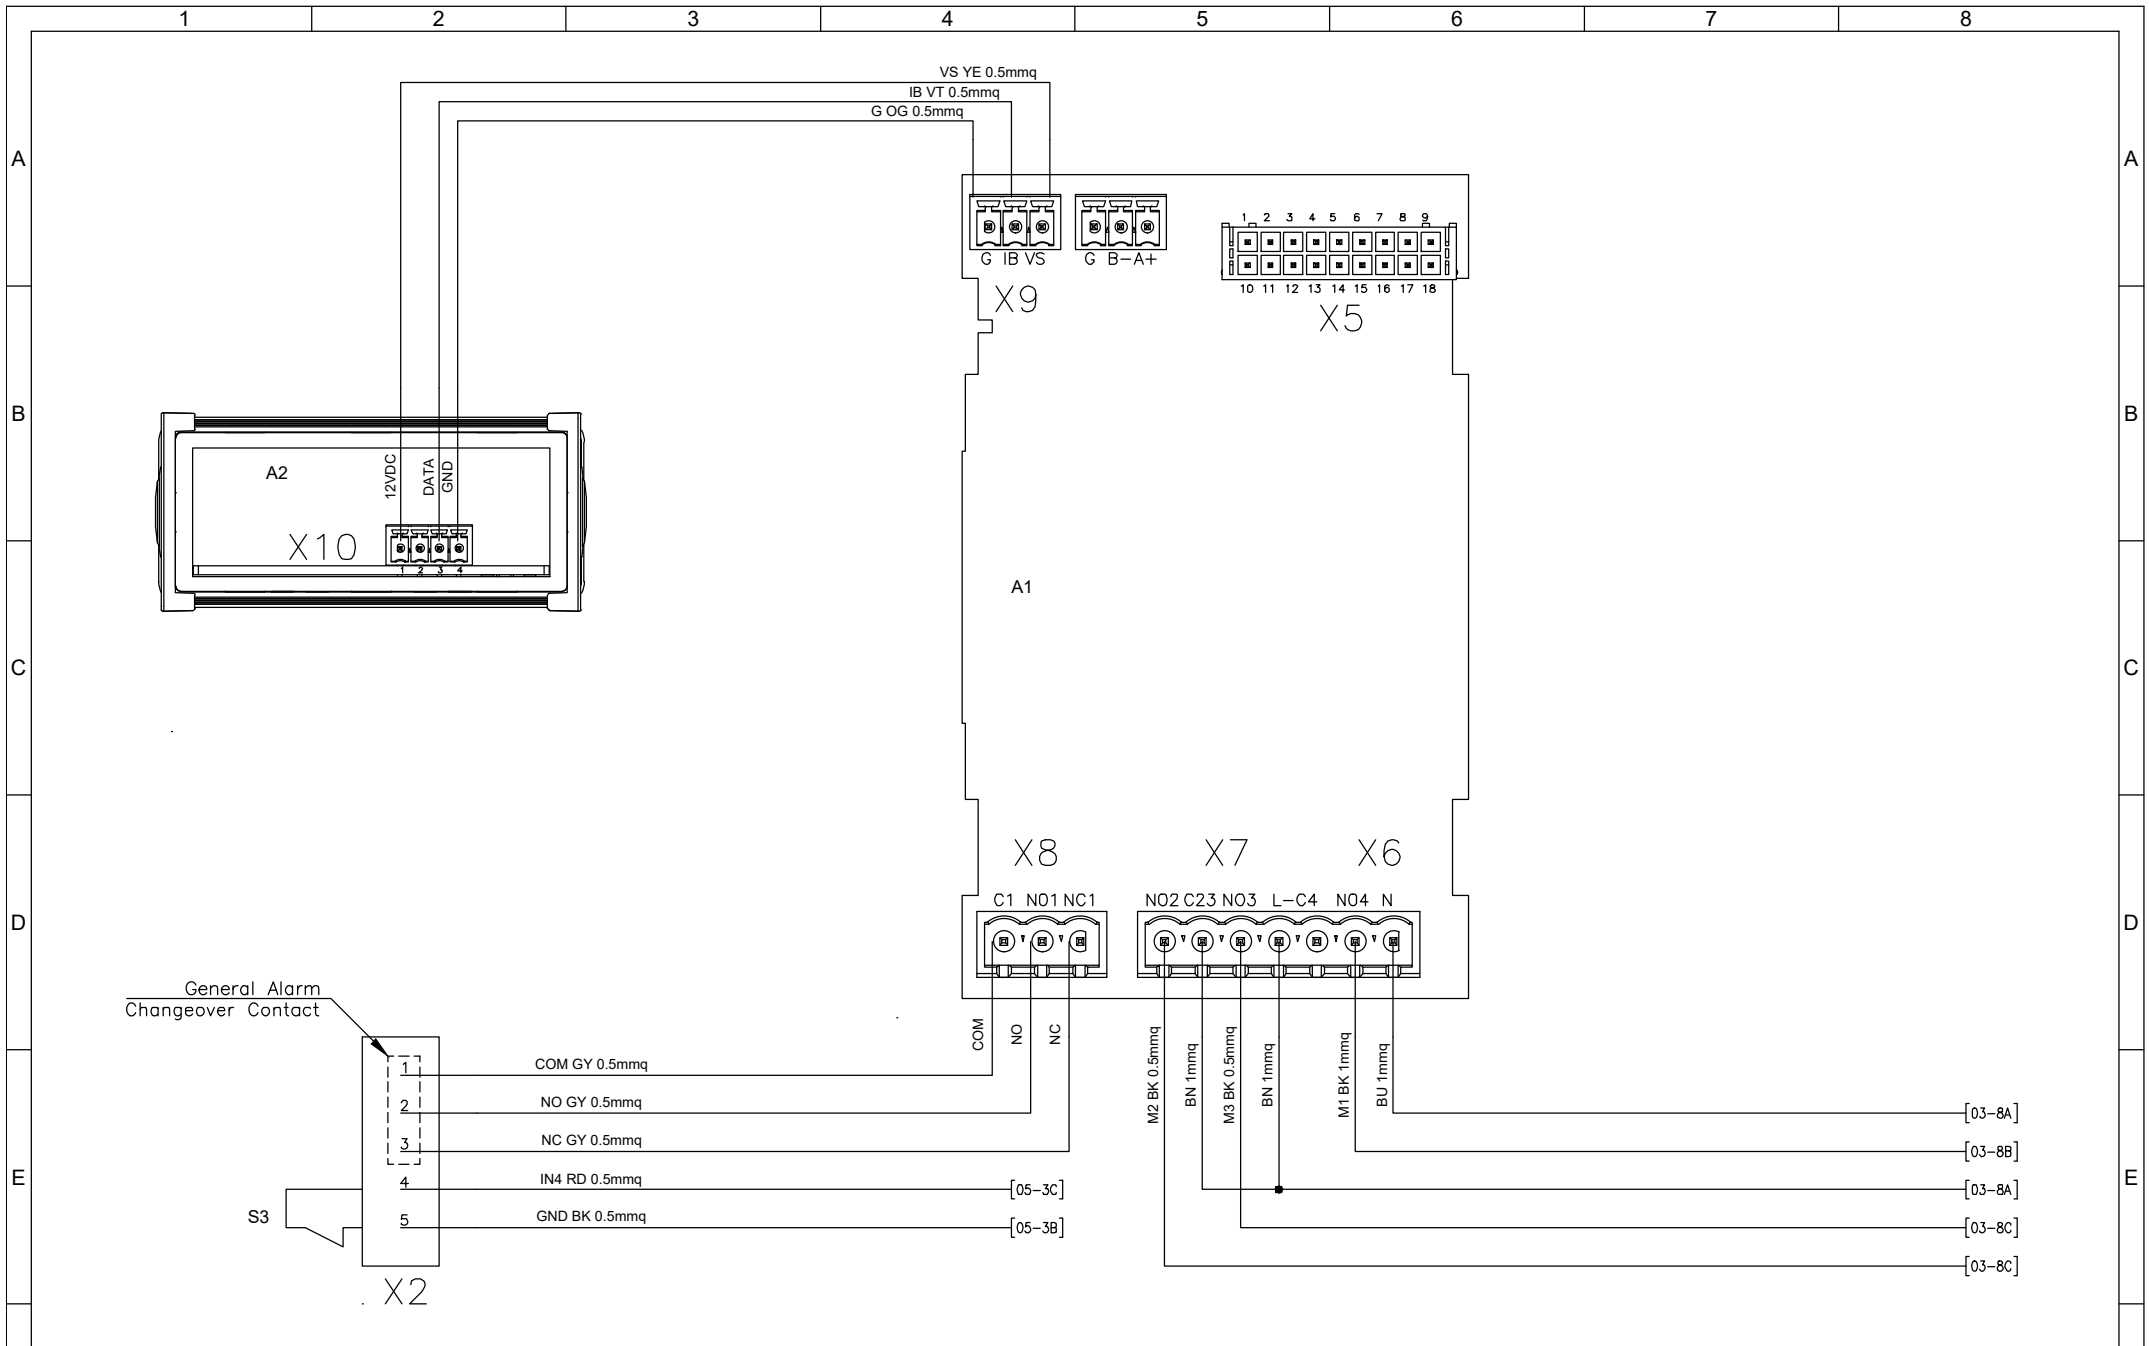 1 2 3 4 5 6 7 8
VS YE 0.5mmq
IB VT 0.5mmq
G OG 0.5mmq
A A
1 2 3 4 5 6 7 8 9
G IB VS G B-A+
10 11 12 13 14 15 16 17 18
X9 X5
B B
12VDC DATA GND
A2
X10
1 2 3 4
A1
C C
X8 X7 X6
C1 NO1 NC1 NO2 C23 NO3 L-C4 NO4 N
D D
General Alarm
Changeover Contact
COM NO NC M2 BK 0.5mmq BN 1mmq M3 BK 0.5mmq BN 1mmq M1 BK 1mmq BU 1mmq
1 COM GY 0.5mmq
2 NO GY 0.5mmq [03-8A]
3 NC GY 0.5mmq [03-8B]
E E
4 IN4 RD 0.5mmq [05-3C] [03-8A]
S3 5 GND BK 0.5mmq [05-3B] [03-8C]
[03-8C]
X2